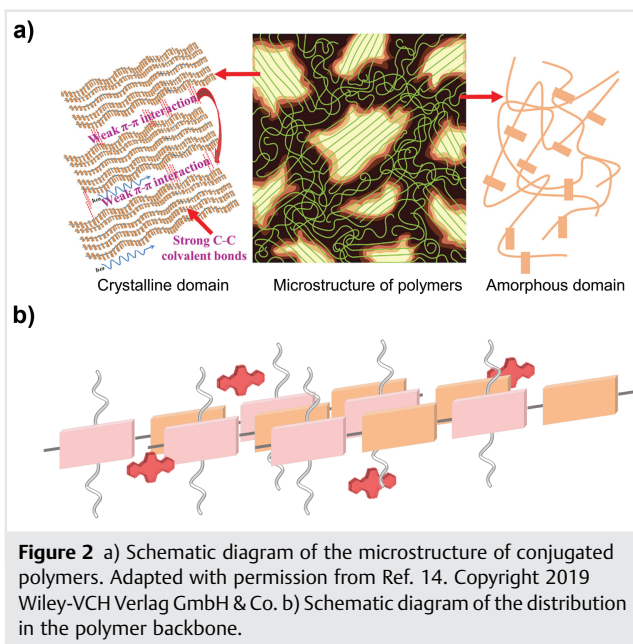 a)
Weak π-π interaction
Weak π-π interaction
Ion
Ion
Strong C-C
colvalent bonds
Crystalline domain
Microstructure of polymers
Amorphous domain
b)
Figure 2 a) Schematic diagram of the microstructure of conjugated
polymers. Adapted with permission from Ref. 14. Copyright 2019
Wiley-VCH Verlag GmbH & Co. b) Schematic diagram of the distribution
in the polymer backbone.